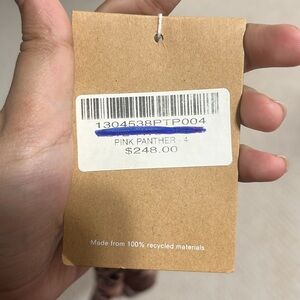 1304538PTP004
PINK PANTHER - 4
$248.00
Made from 100% recycled materials